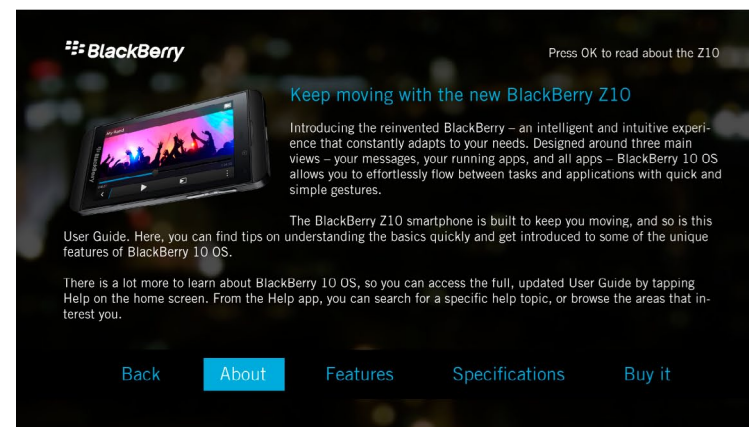 BlackBerry
Press OK to read about the Z10
Keep moving with the new BlackBerry Z10
Introducing the reinvented BlackBerry – an intelligent and intuitive experi-
ence that constantly adapts to your needs. Designed around three main
views – your messages, your running apps, and all apps – BlackBerry 10 OS
allows you to effortlessly flow between tasks and applications with quick and
simple gestures.
The BlackBerry Z10 smartphone is built to keep you moving, and so is this
User Guide. Here, you can find tips on understanding the basics quickly and get introduced to some of the unique
features of BlackBerry 10 OS.
There is a lot more to learn about BlackBerry 10 OS, so you can access the full, updated User Guide by tapping
Help on the home screen. From the Help app, you can search for a specific help topic, or browse the areas that in-
terest you.
Back About Features Specifications Buy it